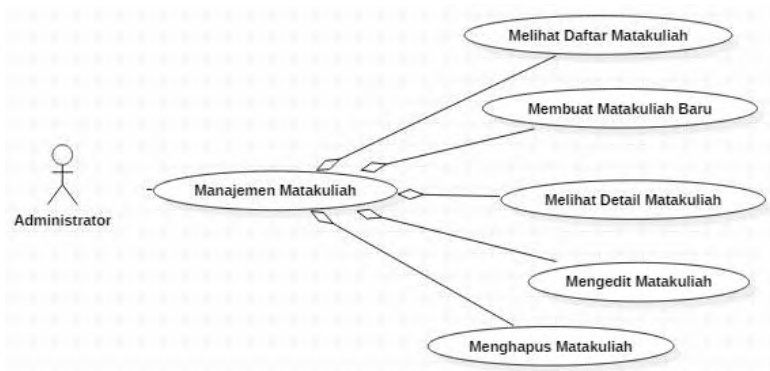 Melihat Daftar Matakuliah
Membuat Matakuliah Baru
Manajemen Matakuliah
Administrator
Melihat Detail Matakuliah
Mengedit Matakuliah
Menghapus Matakuliah